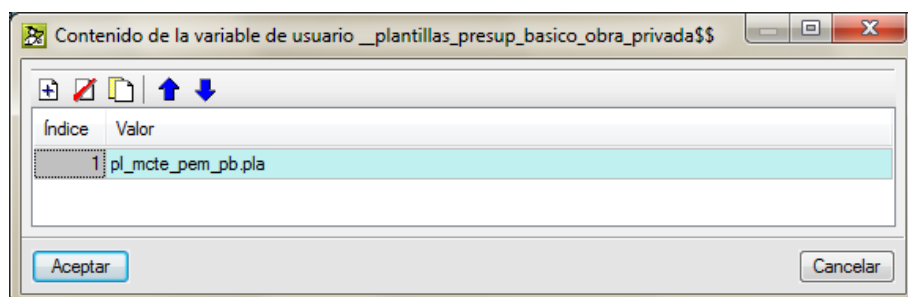 Contenido de la variable de usuario __plantillas_presup_basico_obra_privada$$
Índice Valor
1 pl_mcte_pem_pb.pla
Aceptar Cancelar